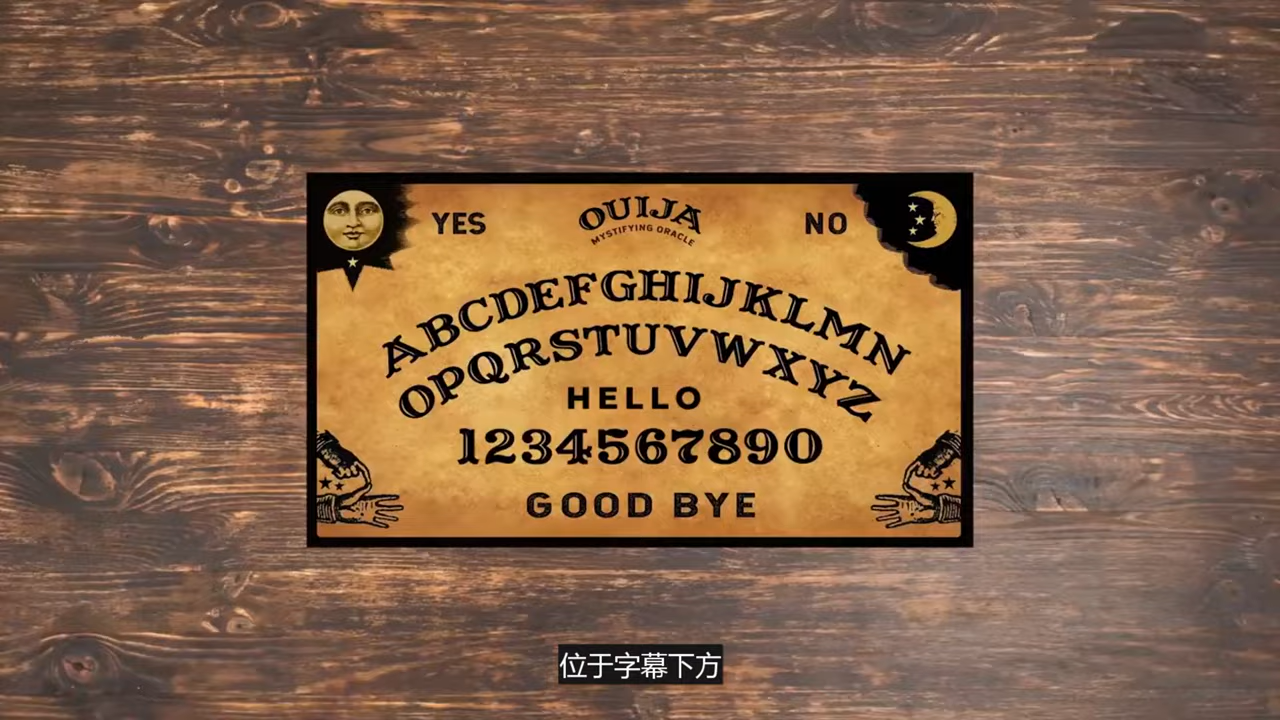 YES
OUIJA
NO
MYSTIFYING ORACLE
ABCDEFGHIJKLMN
OPQRSTUVWXYZ
HELLO
1234567890
GOOD BYE
位于字幕下方